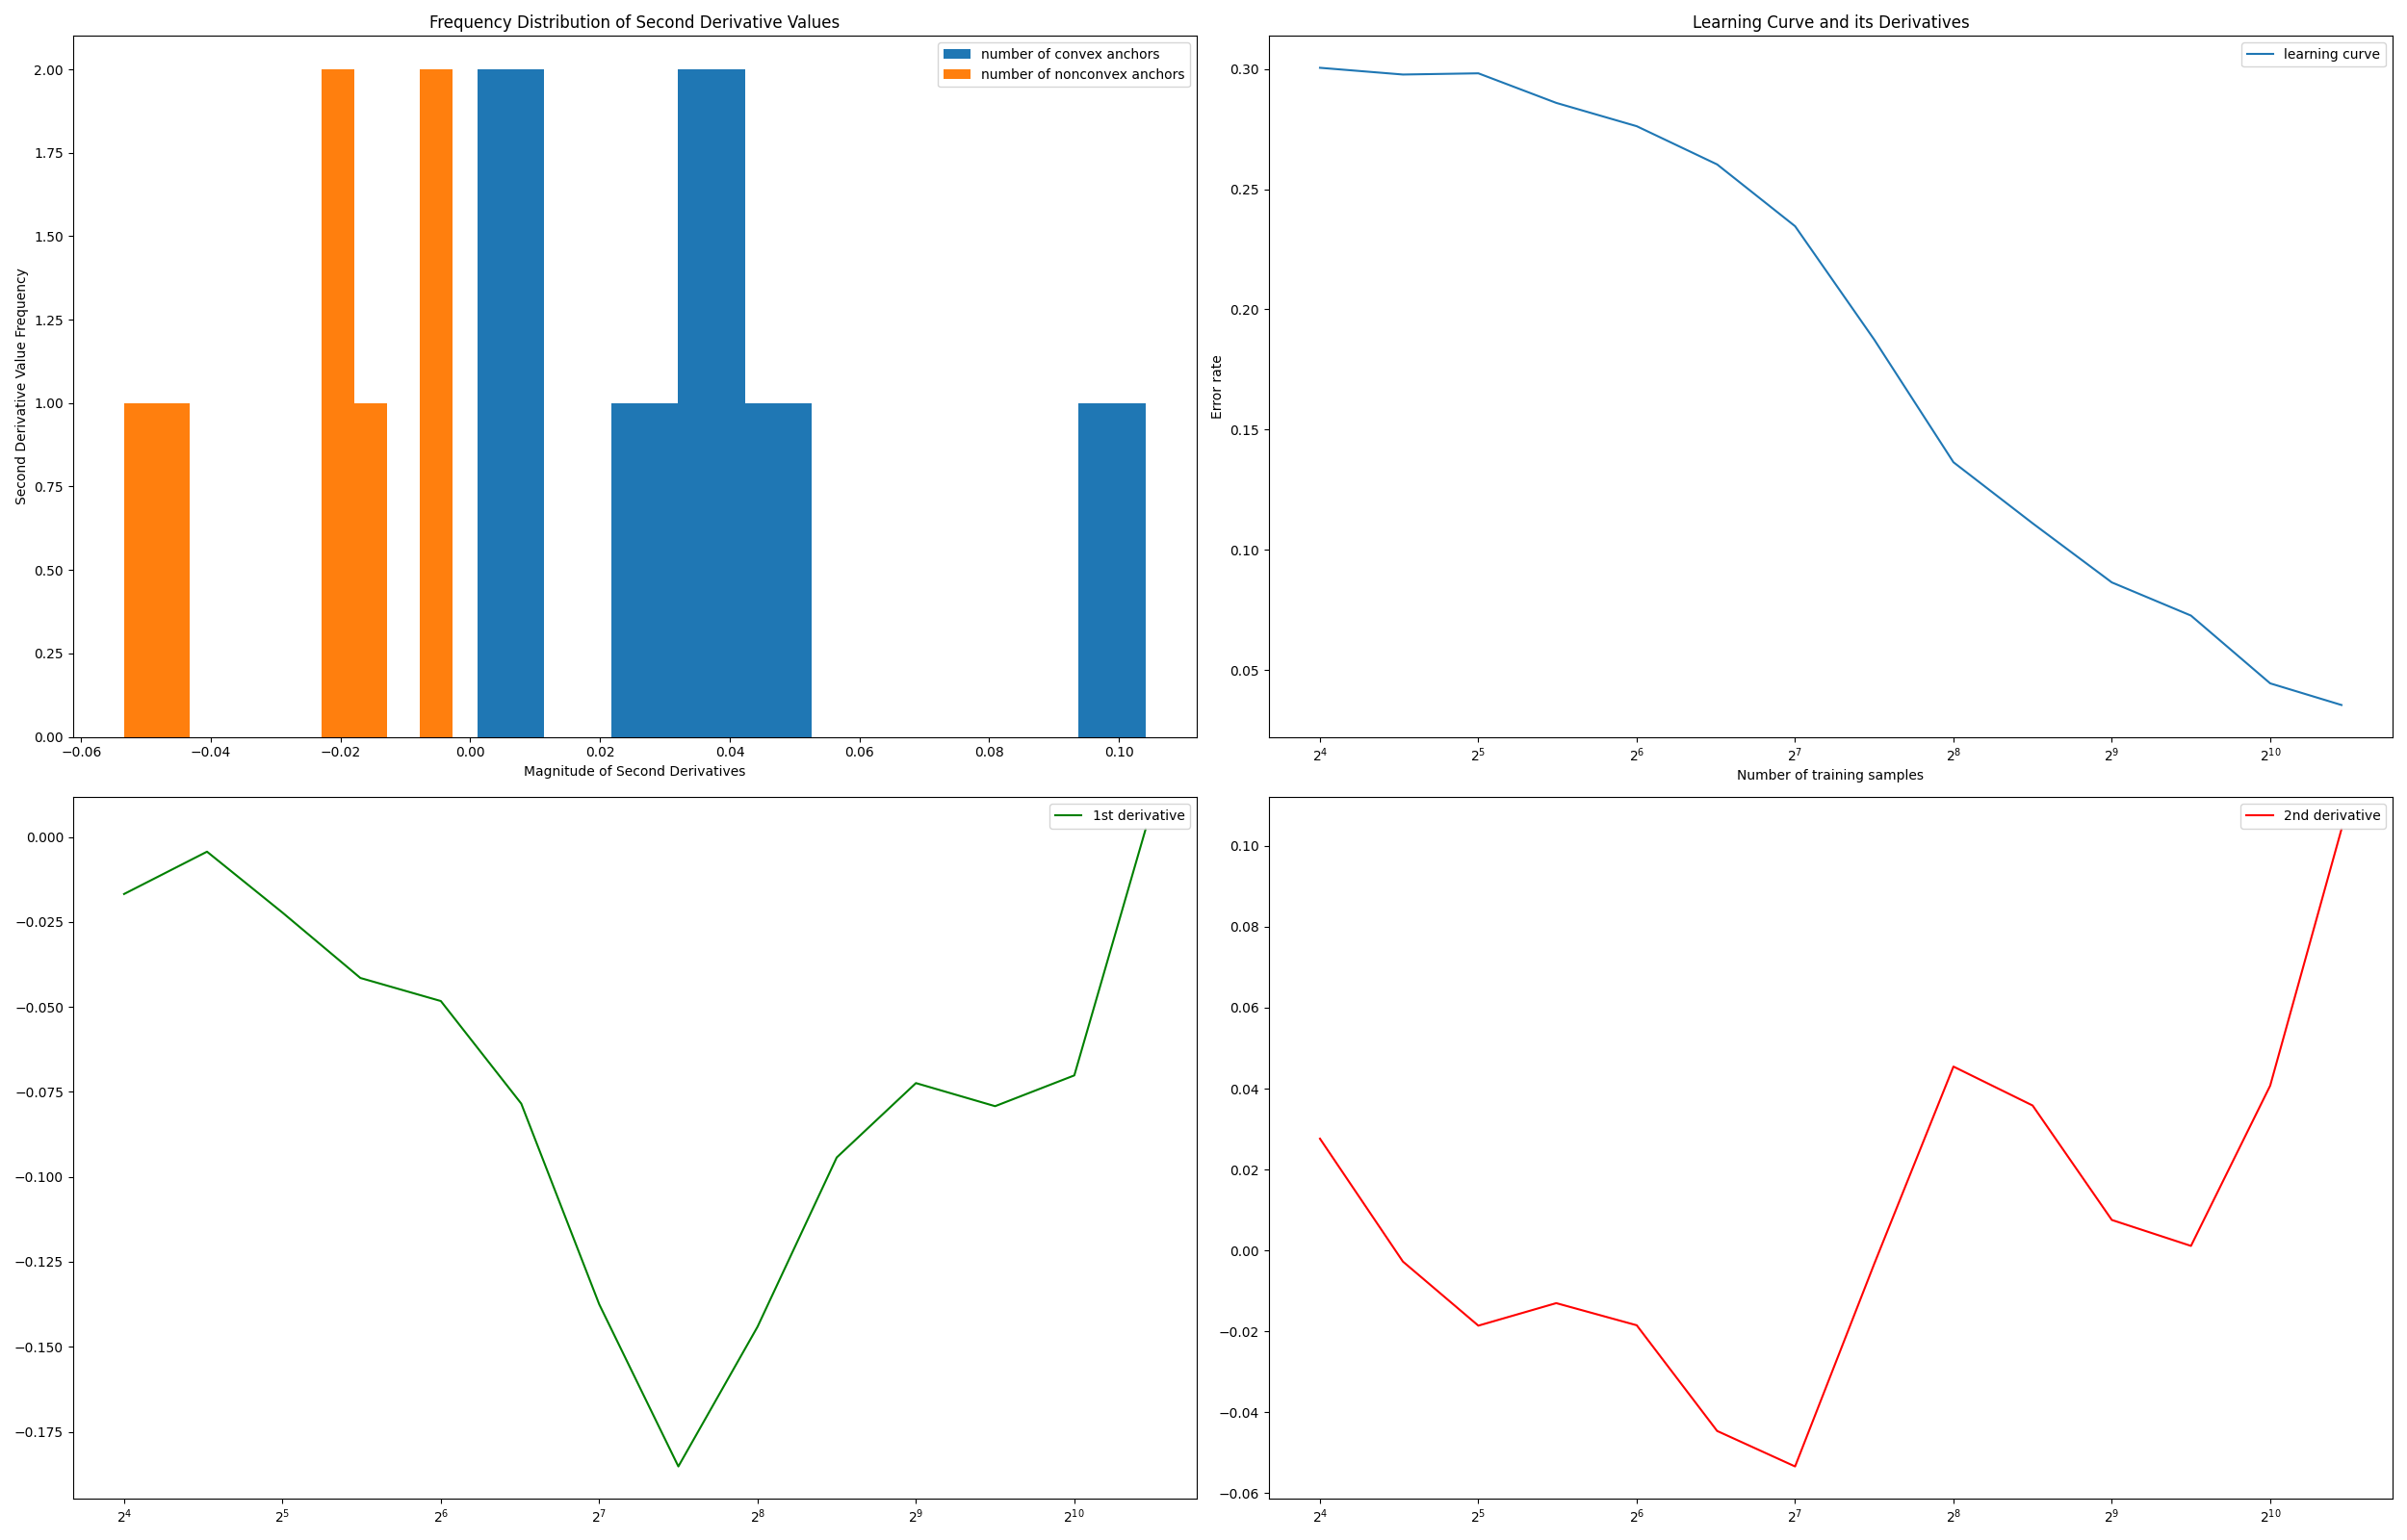 Frequency Distribution of Second Derivative Values
number of convex anchors
number of nonconvex anchors
Second Derivative Value Frequency
2.00
1.75
1.50
1.25
1.00
0.75
0.50
0.25
0.00
−0.06 −0.04 −0.02 0.00 0.02 0.04 0.06 0.08 0.10
Magnitude of Second Derivatives
Learning Curve and its Derivatives
learning curve
Error rate
0.30
0.25
0.20
0.15
0.10
0.05
2⁴ 2⁵ 2⁶ 2⁷ 2⁸ 2⁹ 2¹⁰
Number of training samples
1st derivative
0.000
−0.025
−0.050
−0.075
−0.100
−0.125
−0.150
−0.175
2⁴ 2⁵ 2⁶ 2⁷ 2⁸ 2⁹ 2¹⁰
2nd derivative
0.10
0.08
0.06
0.04
0.02
0.00
−0.02
−0.04
−0.06
2⁴ 2⁵ 2⁶ 2⁷ 2⁸ 2⁹ 2¹⁰